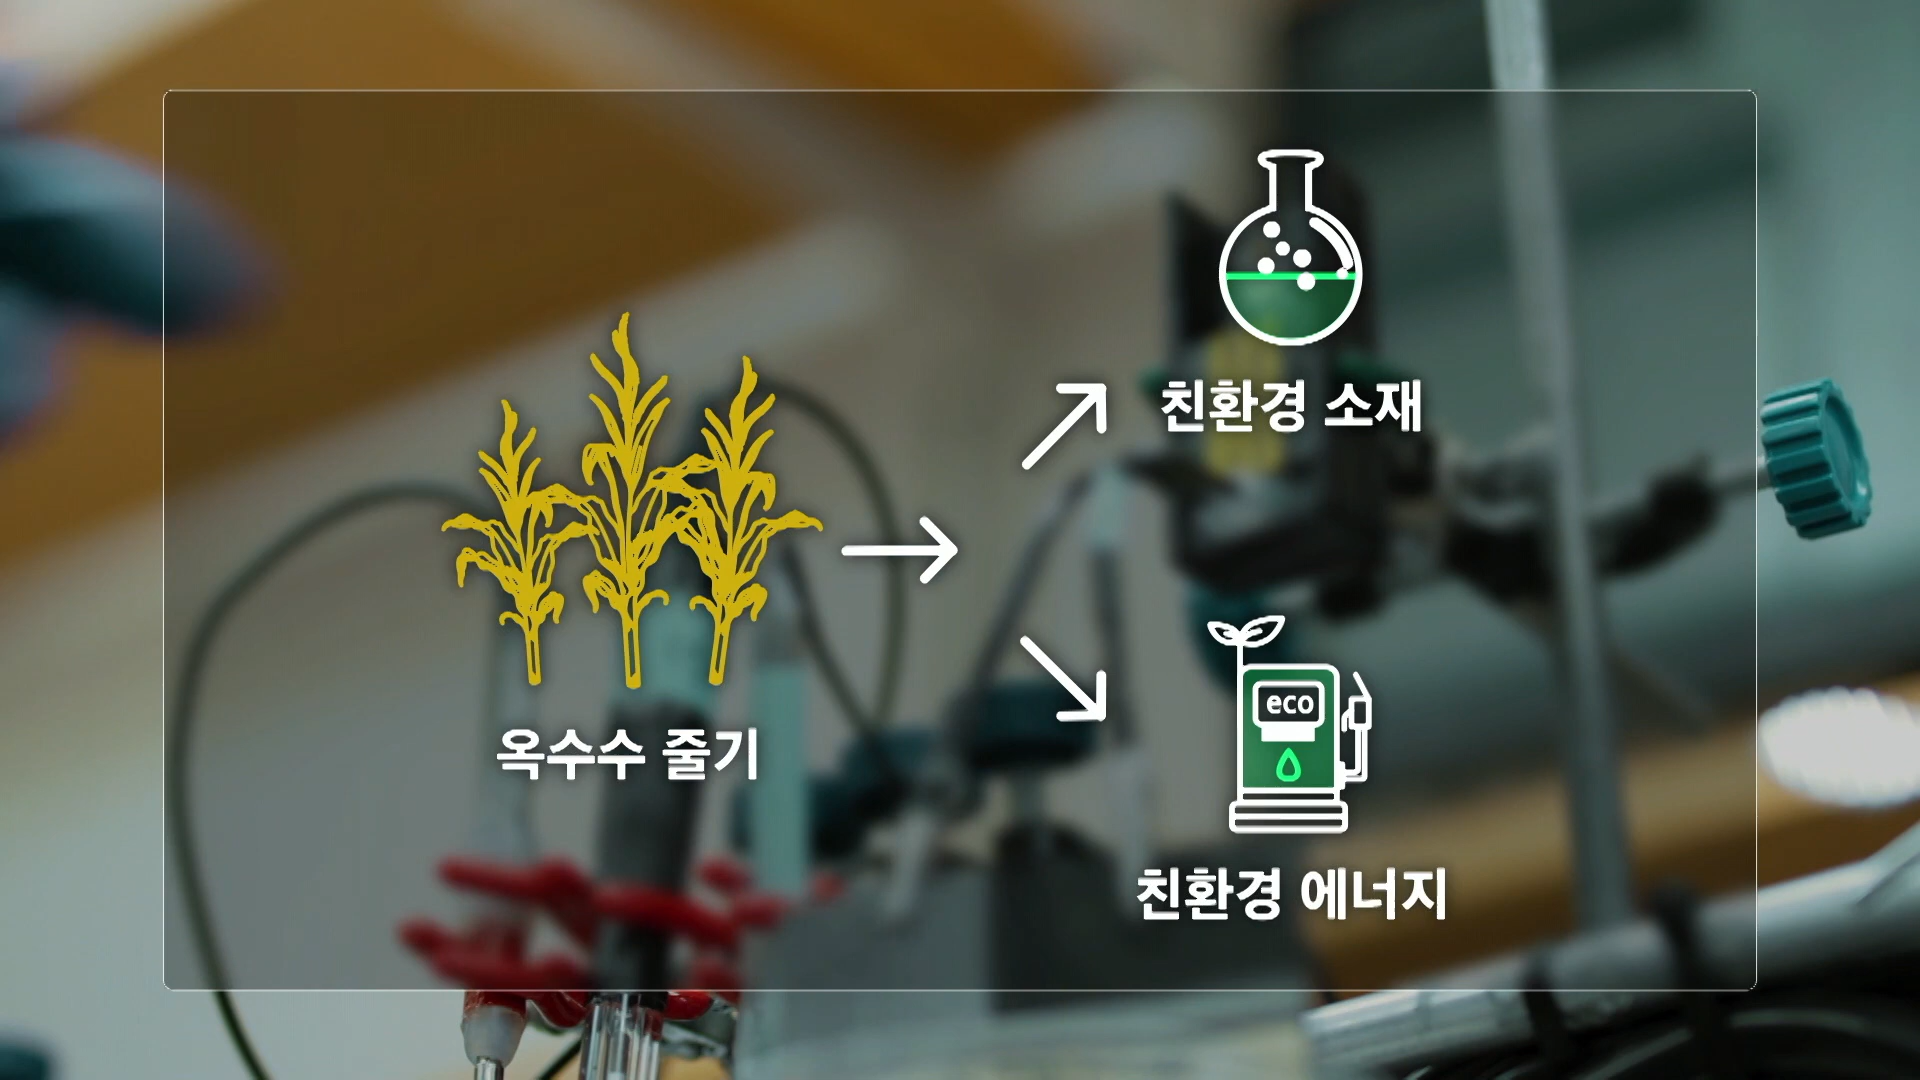 친환경 소재
옥수수 줄기
eco
친환경 에너지